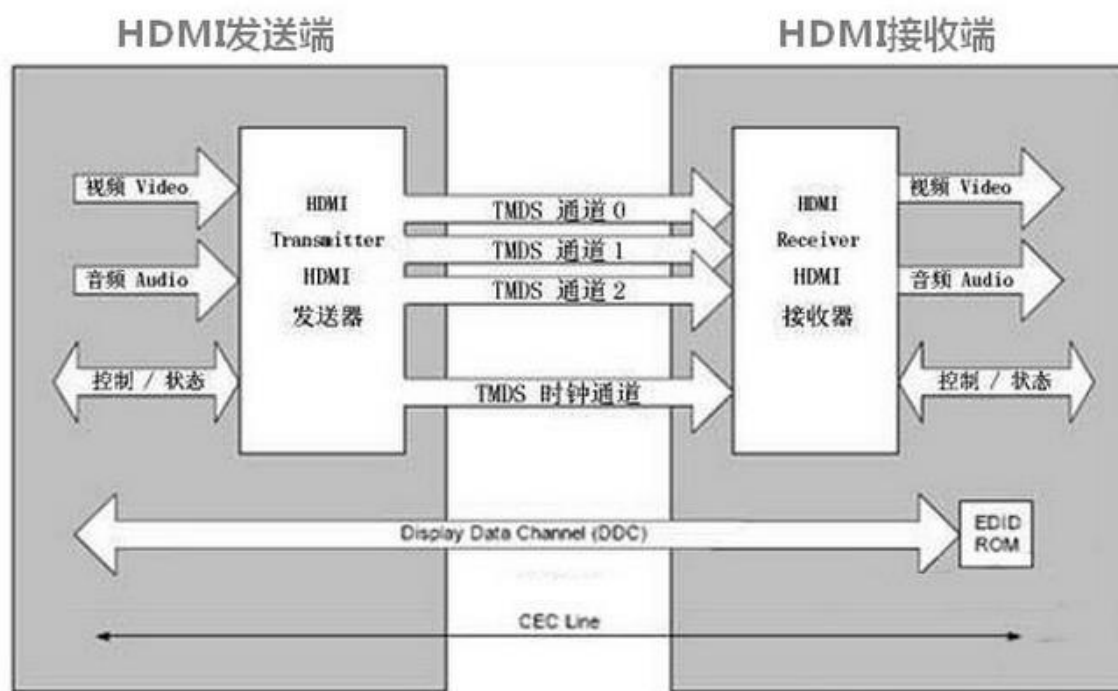 HDMI发送端
HDMI接收端
视频 Video
音频 Audio
控制 / 状态
HDMI
Transmitter
HDMI
发送器
TMDS 通道0
TMDS 通道1
TMDS 通道2
TMDS 时钟通道
HDMI
Receiver
HDMI
接收器
视频 Video
音频 Audio
控制 / 状态
Display Data Channel (DDC)
EDID
ROM
CEC Line